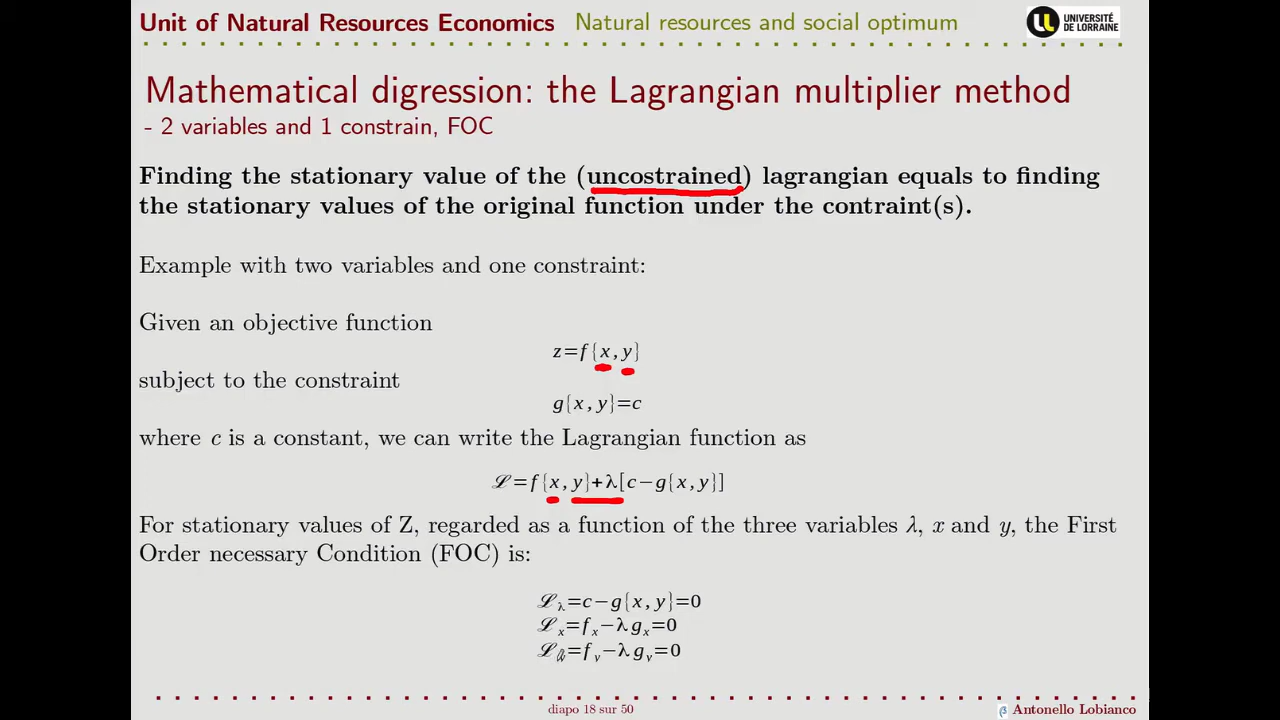 Unit of Natural Resources Economics Natural resources and social optimum
UNIVERSITÉ
DE LORRAINE
Mathematical digression: the Lagrangian multiplier method
- 2 variables and 1 constrain, FOC
Finding the stationary value of the (uncostrained) lagrangian equals to finding
the stationary values of the original function under the contraint(s).
Example with two variables and one constraint:
Given an objective function
z=f{x,y}
subject to the constraint
g{x,y}=c
where c is a constant, we can write the Lagrangian function as
ℒ=f{x,y}+λ[c−g{x,y}]
For stationary values of Z, regarded as a function of the three variables λ, x and y, the First
Order necessary Condition (FOC) is:
ℒλ=c−g{x,y}=0
ℒx=fx−λgx=0
ℒy=fy−λgy=0
diapo 18 sur 50
Antonello Lobianco